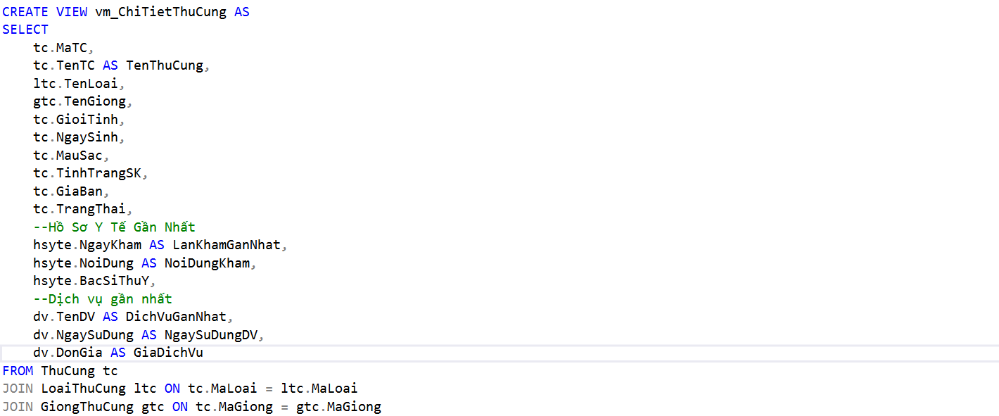 CREATE VIEW vm_ChiTietThuCung AS
SELECT
    tc.MaTC,
    tc.TenTC AS TenThuCung,
    ltc.TenLoai,
    gtc.TenGiong,
    tc.GioiTinh,
    tc.NgaySinh,
    tc.MauSac,
    tc.TinhTrangSK,
    tc.GiaBan,
    tc.TrangThai,
    --Hồ Sơ Y Tế Gần Nhất
    hsyte.NgayKham AS LanKhamGanNhat,
    hsyte.NoiDung AS NoiDungKham,
    hsyte.BacSiThuY,
    --Dịch vụ gần nhất
    dv.TenDV AS DichVuGanNhat,
    dv.NgaySuDung AS NgaySuDungDV,
    dv.DonGia AS GiaDichVu
FROM ThuCung tc
JOIN LoaiThuCung ltc ON tc.MaLoai = ltc.MaLoai
JOIN GiongThuCung gtc ON tc.MaGiong = gtc.MaGiong